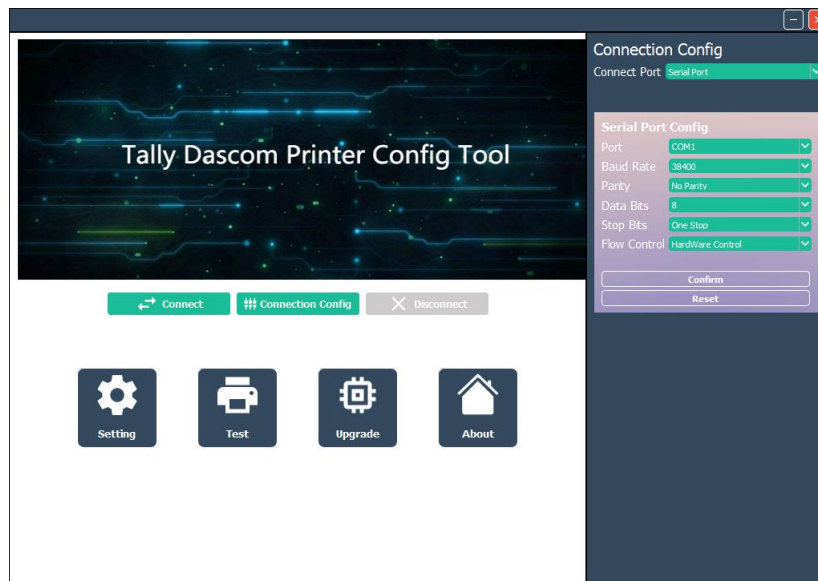 Connection Config
Connect Port Serial Port
Tally Dascom Printer Config Tool
Serial Port Config
Port COM1
Baud Rate 38400
Parity No Parity
Data Bits 8
Stop Bits One Stop
Flow Control HardWare Control
Confirm
Reset
Connect Connection Config Disconnect
Setting Test Upgrade About